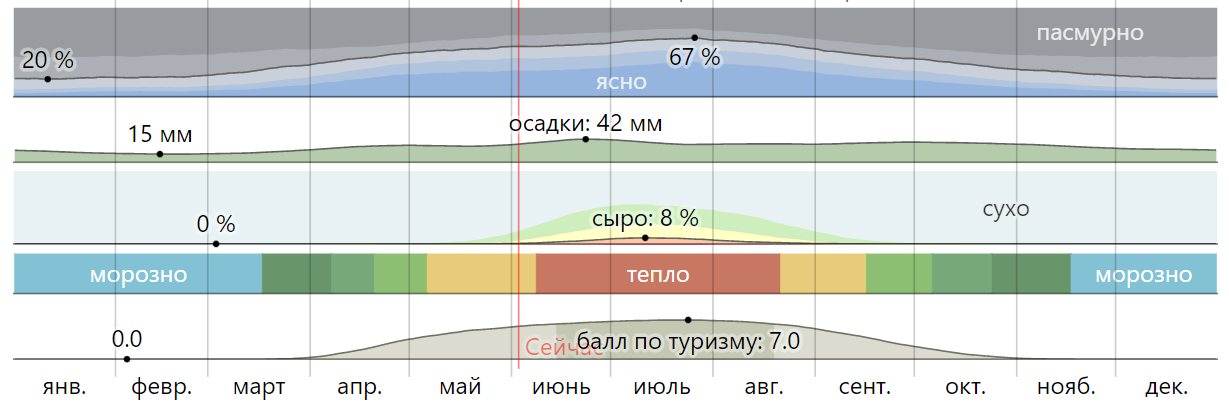 пасмурно
20 %
67 %
ясно
15 мм
осадки: 42 мм
0 %
сыро: 8 %
сухо
морозно
тепло
морозно
0.0
Сейчас
балл по туризму: 7.0
янв. февр. март апр. май июнь июль авг. сент. окт. нояб. дек.